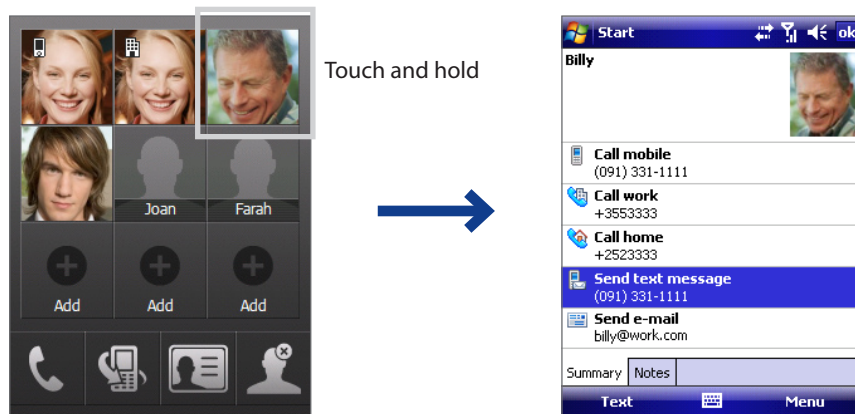 Touch and hold
Joan
Farah
Add
Add
Add
Start
ok
Billy
Call mobile
(091) 331-1111
Call work
+3553333
Call home
+2523333
Send text message
(091) 331-1111
Send e-mail
billy@work.com
Summary
Notes
Text
Menu